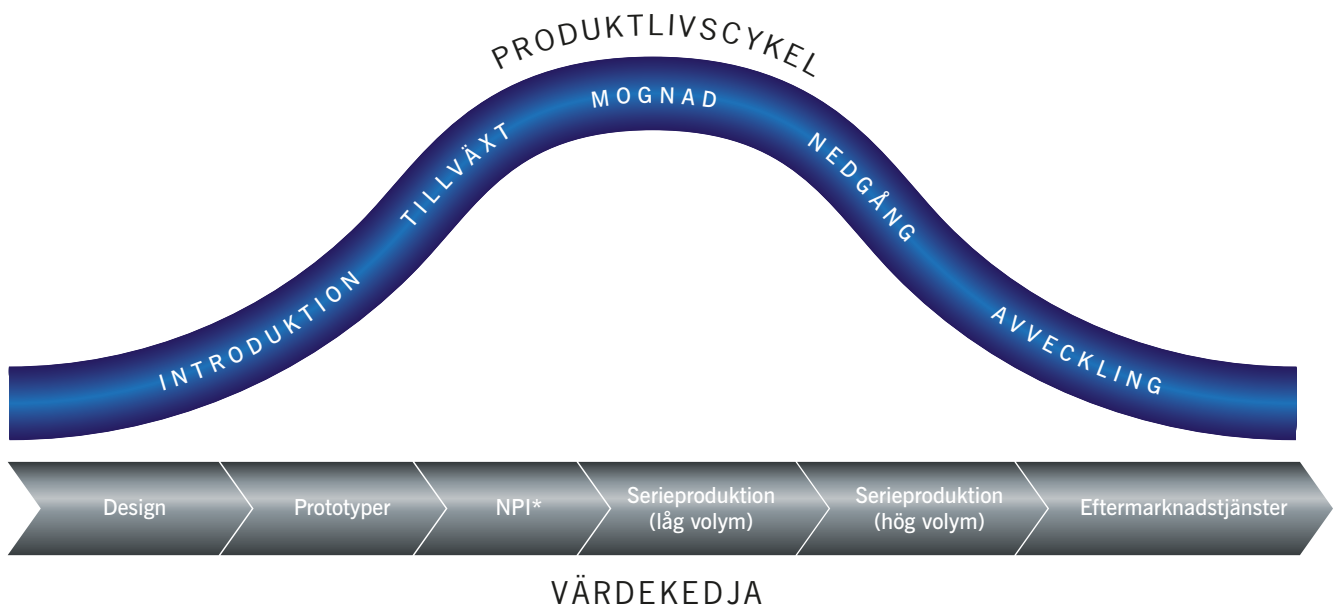 PRODUKTLIVSCYKEL
INTRODUKTION
TILLVÄXT
MOGNAD
NEDGÅNG
AVVECKLING
Design
Prototyper
NPI*
Serieproduktion
(låg volym)
Serieproduktion
(hög volym)
Eftermarknadstjänster
VÄRDEKEDJA